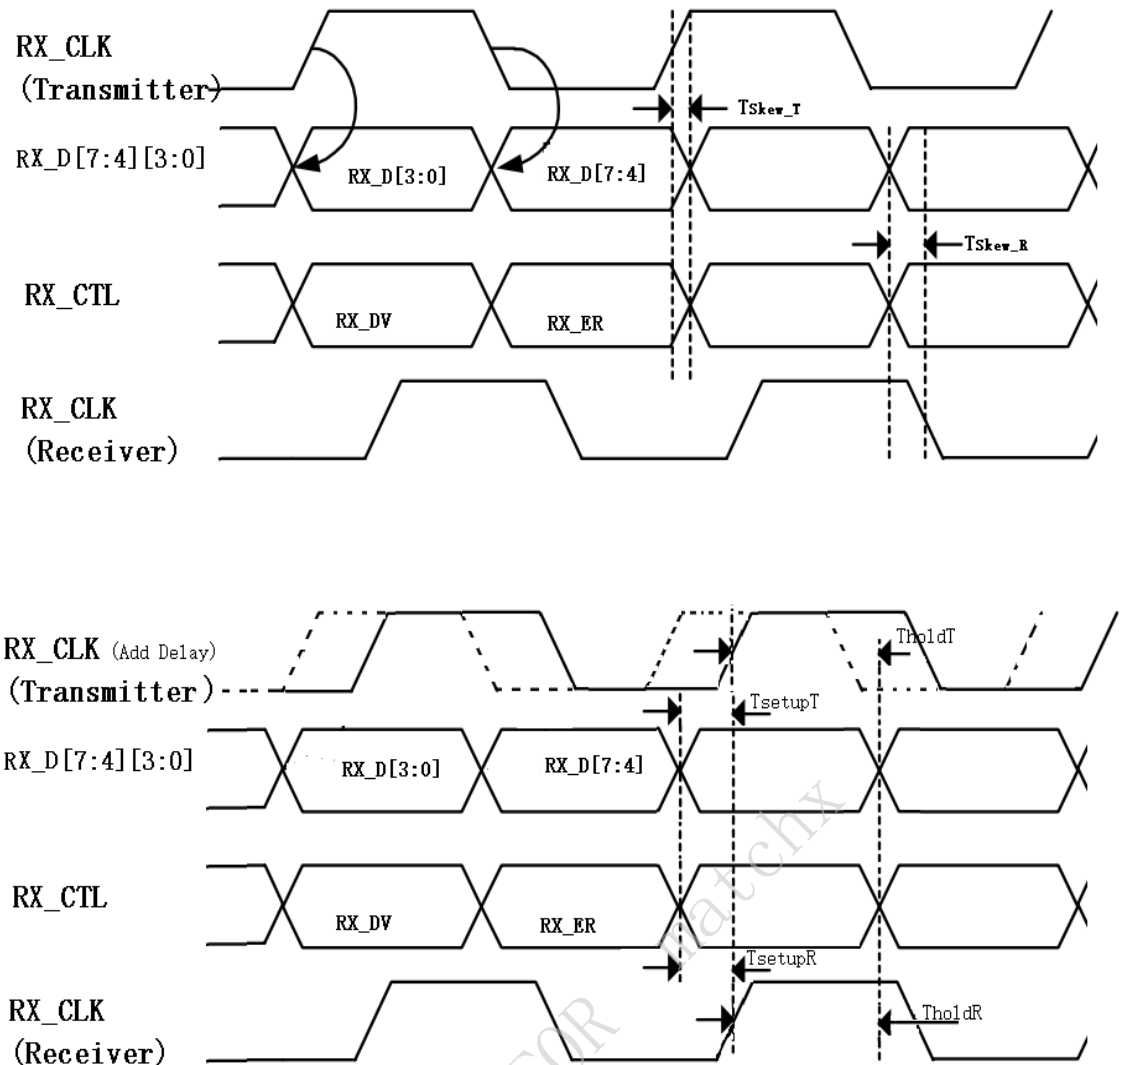 RX_CLK
(Transmitter)
TSkew_T
RX_D[7:4][3:0]
RX_D[3:0]
RX_D[7:4]
TSkew_R
RX_CTL
RX_DV
RX_ER
RX_CLK
(Receiver)
RX_CLK (Add Delay)
(Transmitter)
TholdT
TsetupT
RX_D[7:4][3:0]
RX_D[3:0]
RX_D[7:4]
matchx
RX_CTL
RX_DV
RX_ER
TsetupR
RX_CLK
(Receiver)
TholdR